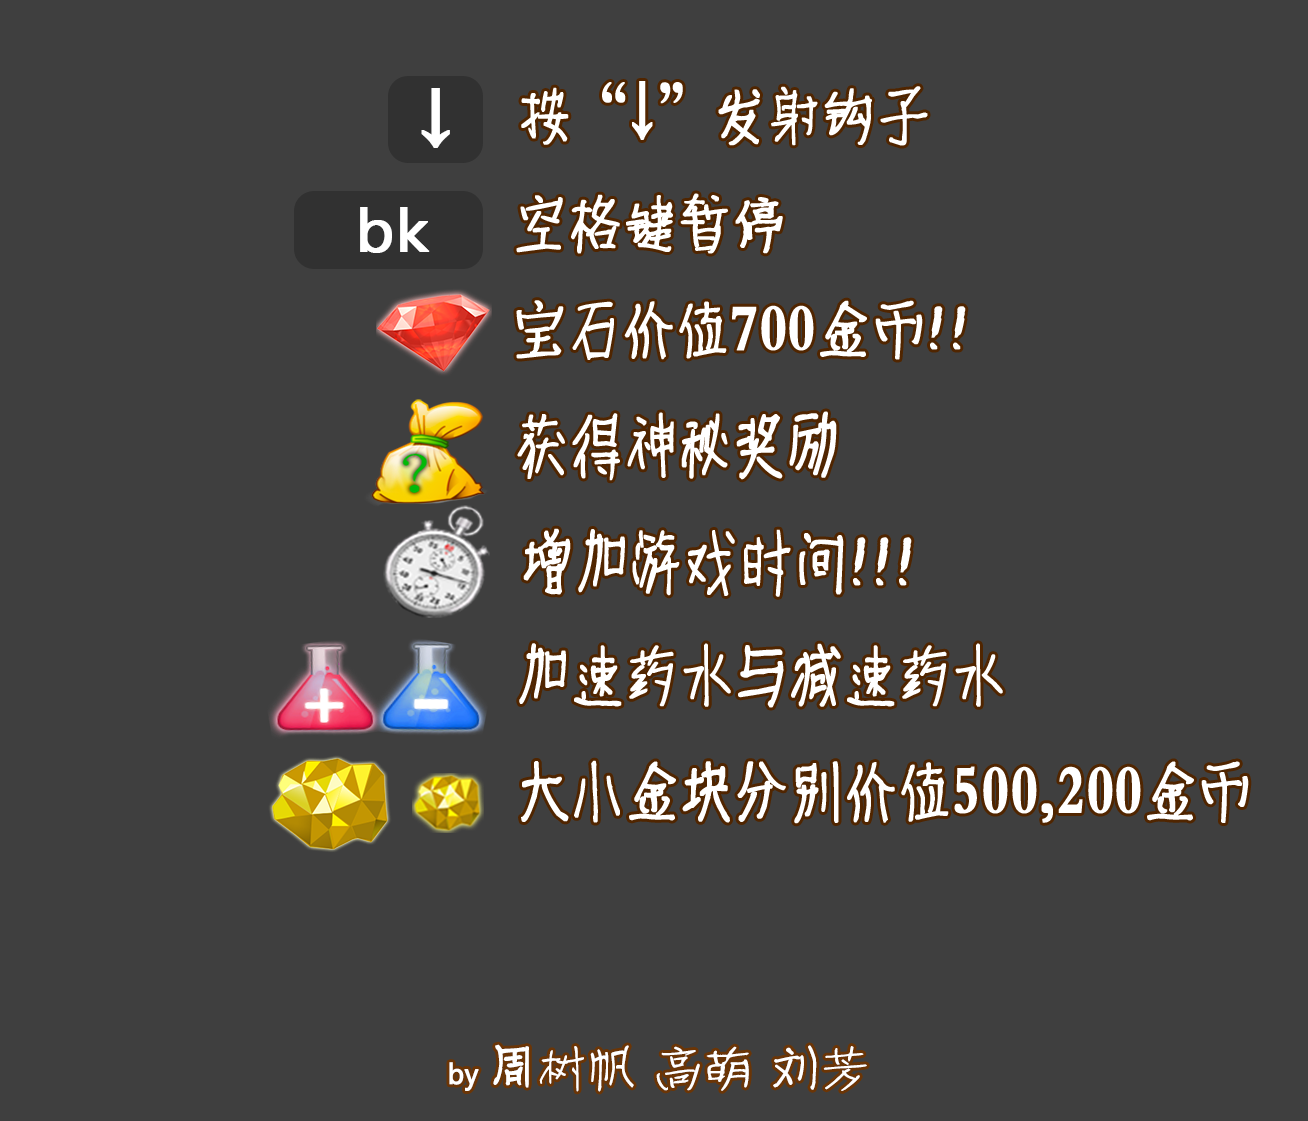 ↓ 按“↓”发射钩子
bk 空格键暂停
宝石价值700金币!!
? 获得神秘奖励
增加游戏时间!!!
+ - 加速药水与减速药水
大小金块分别价值500,200金币
by 周树帆 高萌 刘芳